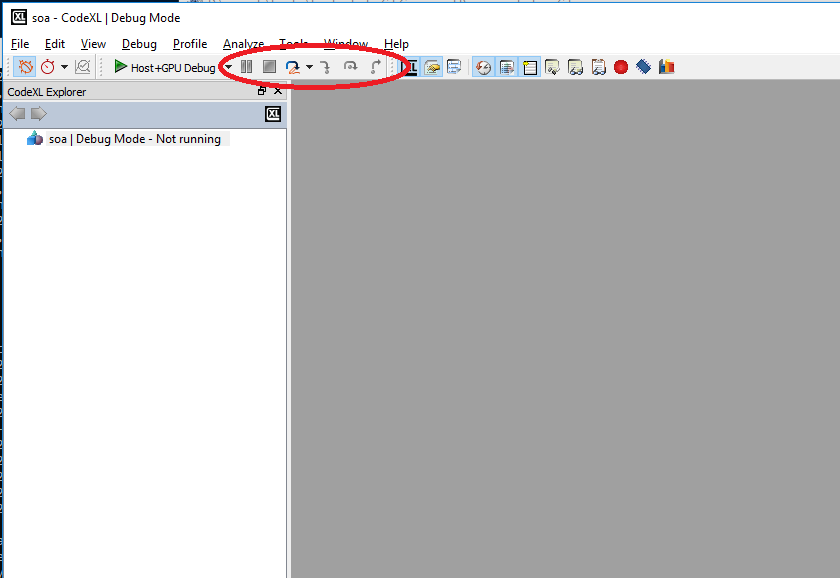 XL soa - CodeXL | Debug Mode
File Edit View Debug Profile Analyze Tools Window Help
Host+GPU Debug
CodeXL Explorer
XL
soa | Debug Mode - Not running